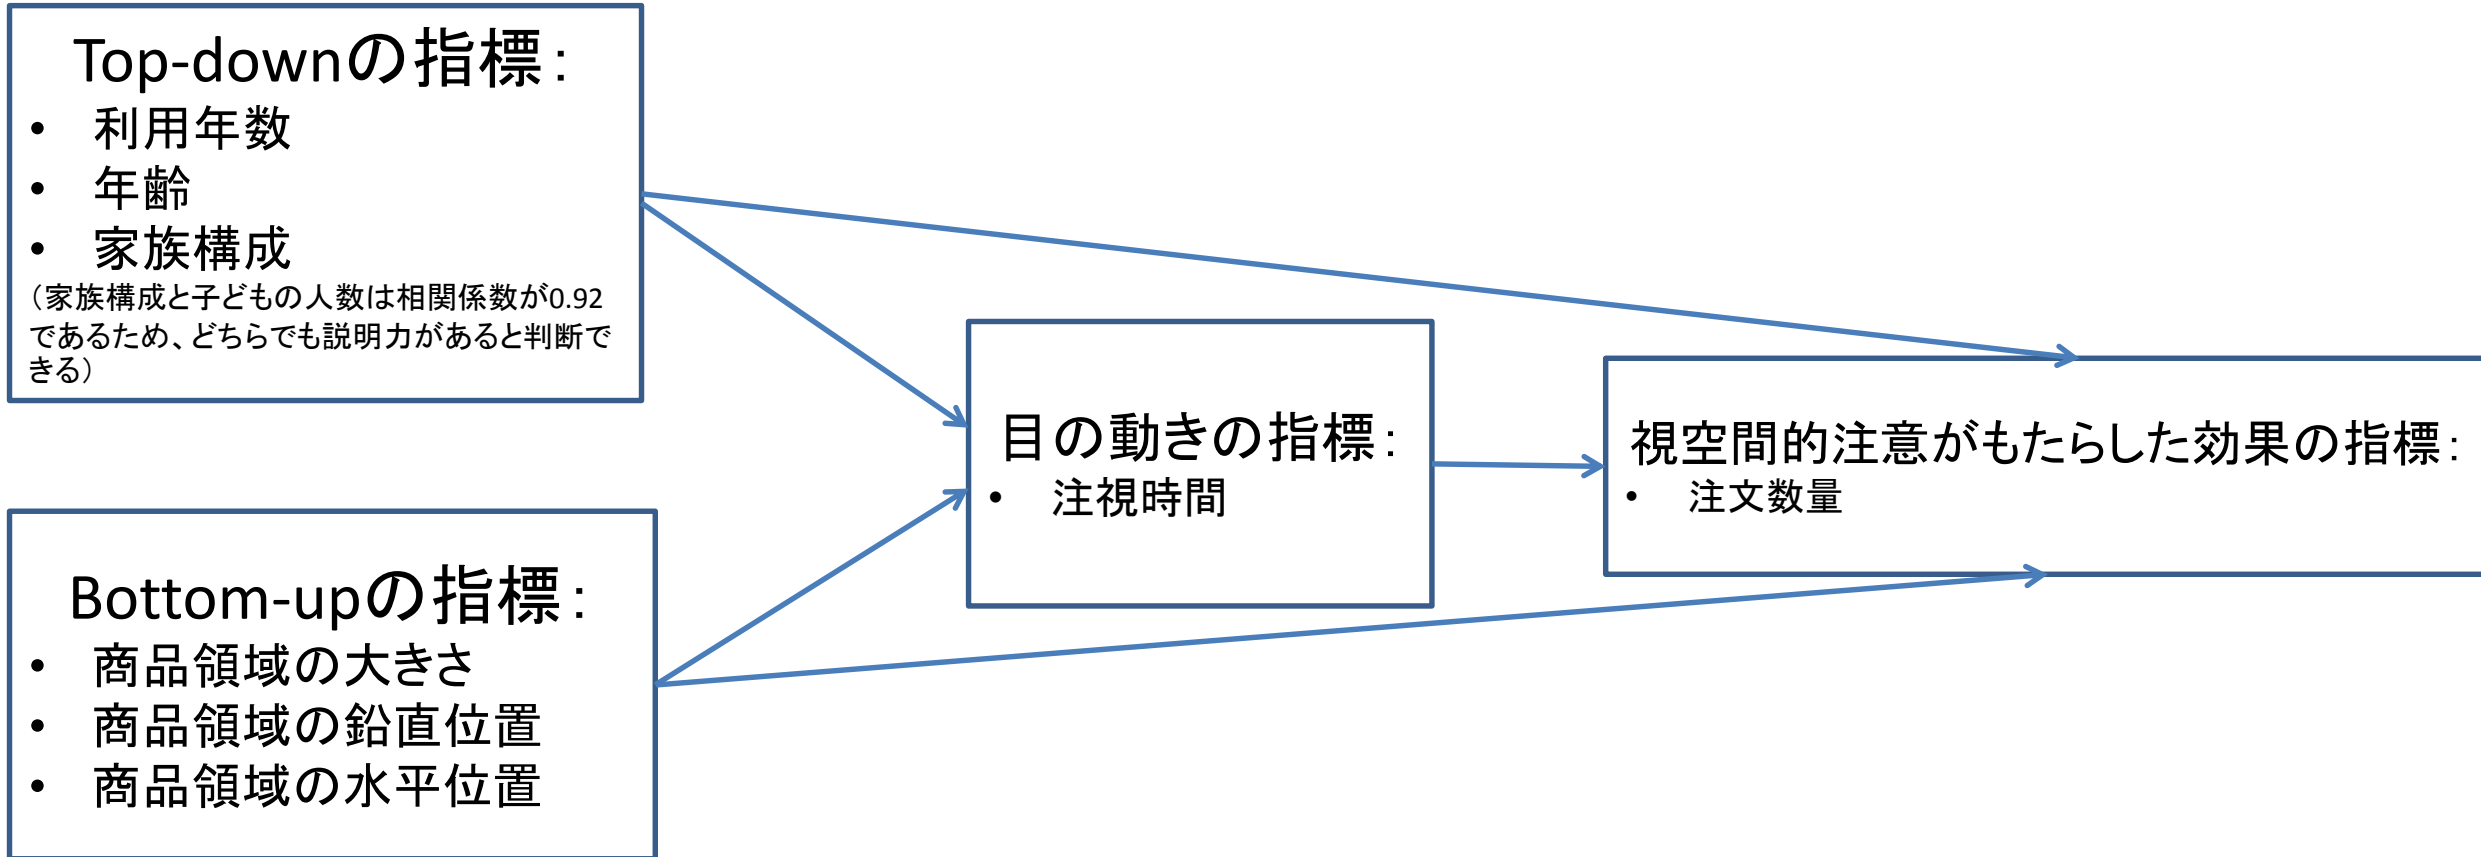 Top-downの指標：
• 利用年数
• 年齢
• 家族構成
（家族構成と子どもの人数は相関係数が0.92
であるため、どちらでも説明力があると判断で
きる）
目の動きの指標：
• 注視時間
視空間的注意がもたらした効果の指標：
• 注文数量
Bottom-upの指標：
• 商品領域の大きさ
• 商品領域の鉛直位置
• 商品領域の水平位置